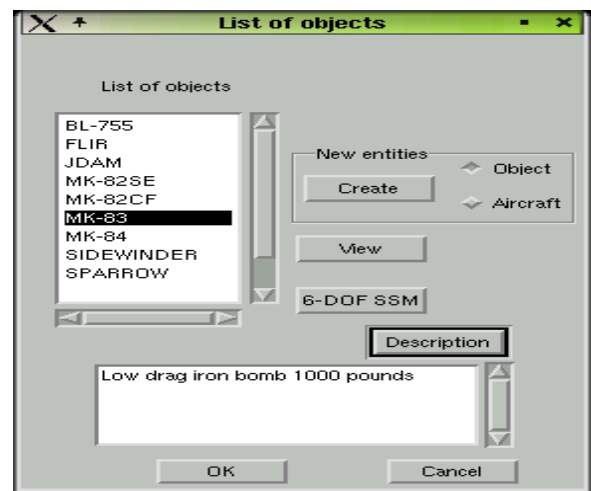 List of objects
List of objects
BL-755
FLIR
JDAM
MK-82SE
MK-82CF
MK-83
MK-84
SIDEWINDER
SPARROW
New entities
Create
Object
Aircraft
View
6-DOF SSM
Description
Low drag iron bomb 1000 pounds
OK
Cancel